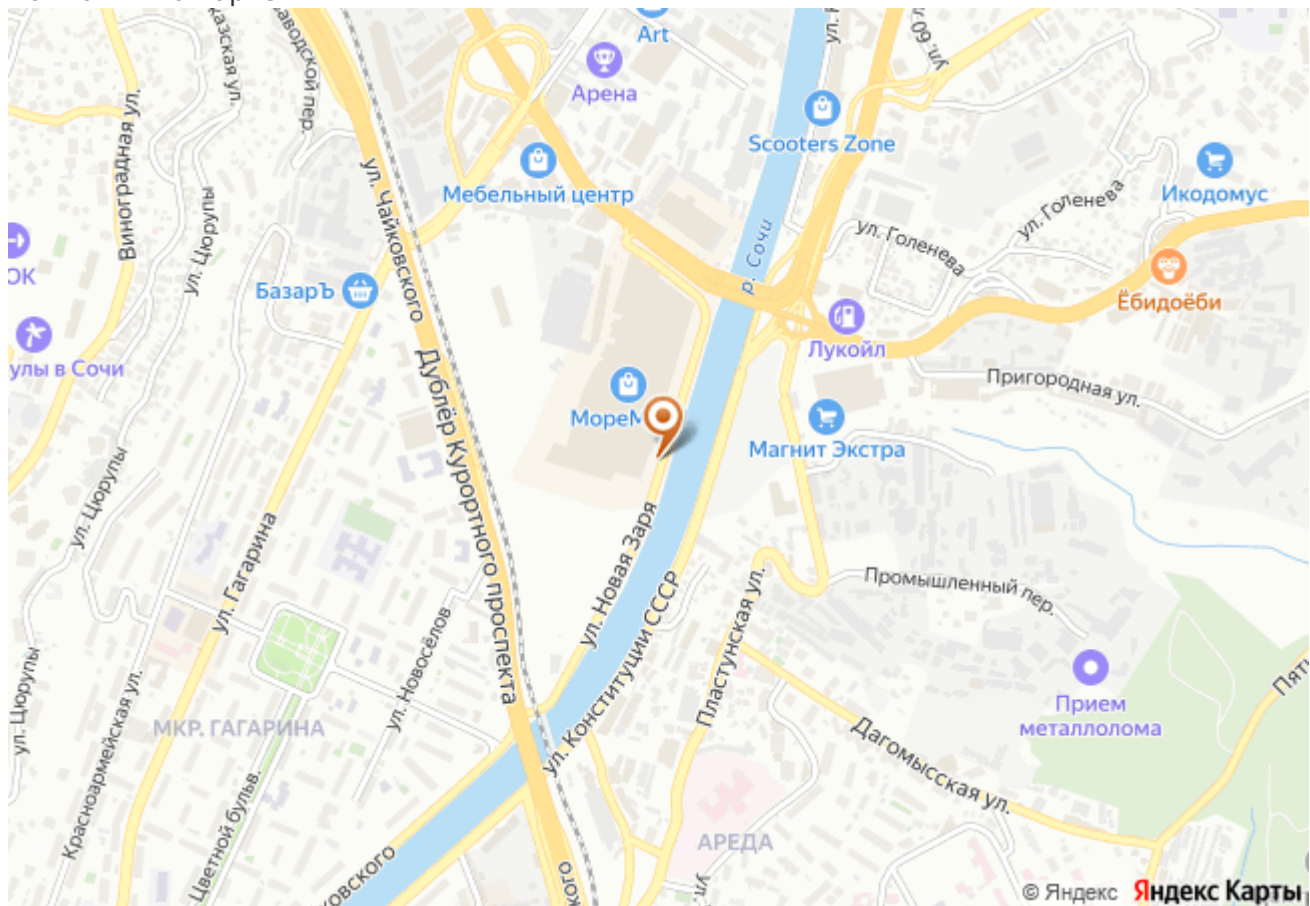 Art
Арена
Scooters Zone
Мебельный центр
Икодомус
ул. Голенева
ул. Голенева
Виноградная ул.
ул. Цюрупы
ул. Чайковского
р. Сочи
ОК
БазарЪ
Ёбидоёби
Лукойл
улы в Сочи
Дублёр Курортного проспекта
Пригородная ул.
МореМ
Магнит Экстра
ул. Цюрупы
ул. Гагарина
ул. Новая Заря
ул. Конституции СССР
Пластунская ул.
Промышленный пер.
ул. Новосёлов
ул. Цюрупы
Красноармейская ул.
МКР. ГАГАРИНА
Прием
металлолома
Дагомысская ул.
Цветной бульв.
АРЕДА
© Яндекс Яндекс Карты